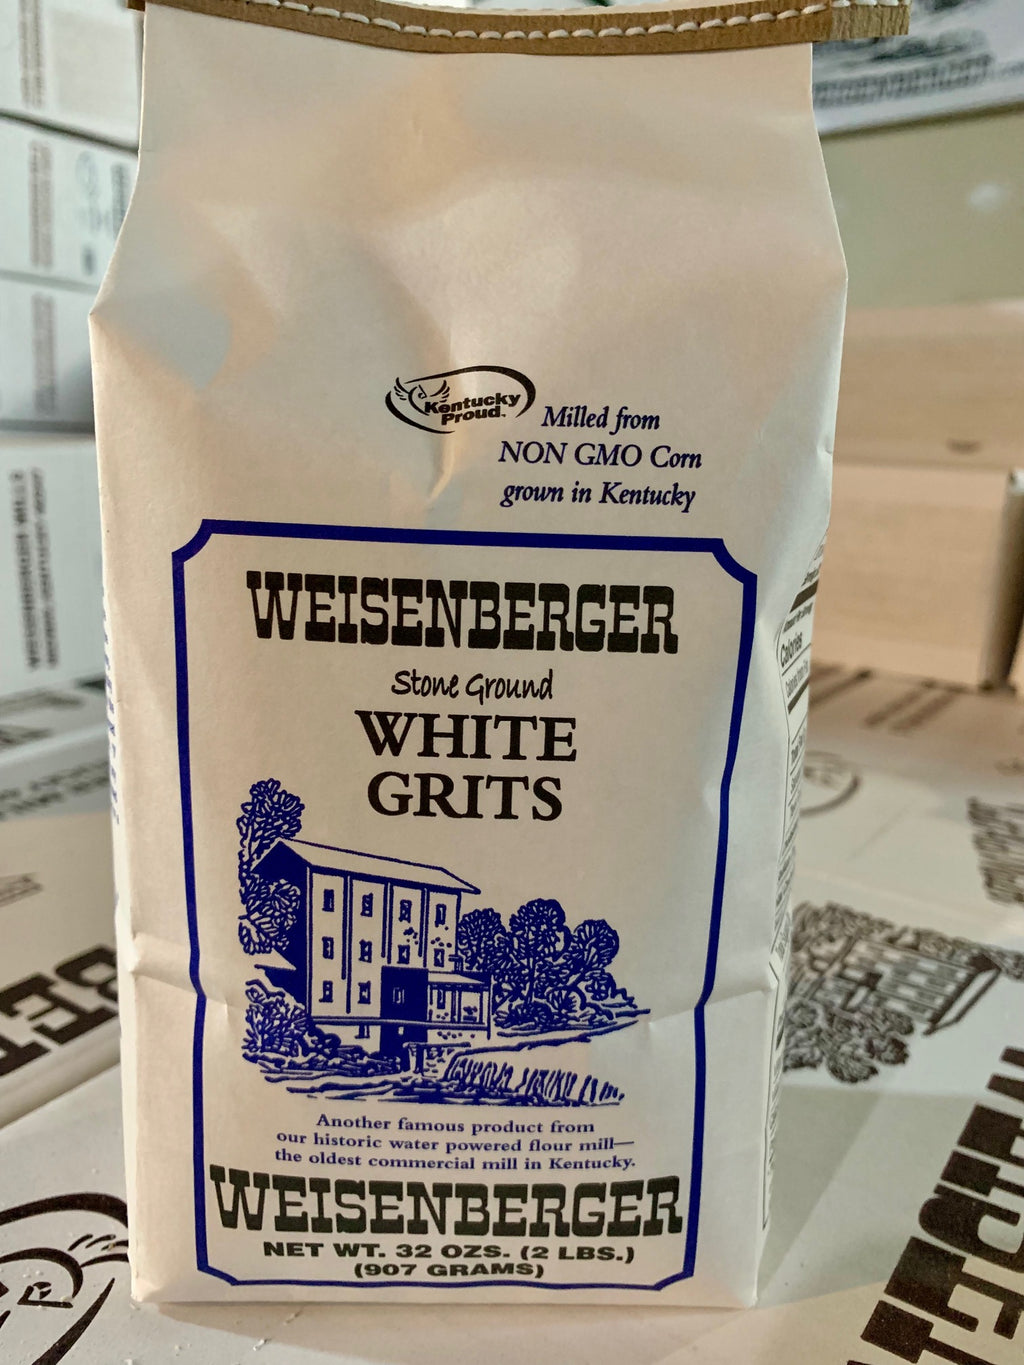 WEISENBERGER
Kentucky
Proud.
Milled from
NON GMO Corn
grown in Kentucky
WEISENBERGER
Stone Ground
WHITE
GRITS
Calories
Another famous product from
our historic water powered flour mill—
the oldest commercial mill in Kentucky.
WEISENBERGER
NET WT. 32 OZS. (2 LBS.)
(907 GRAMS)